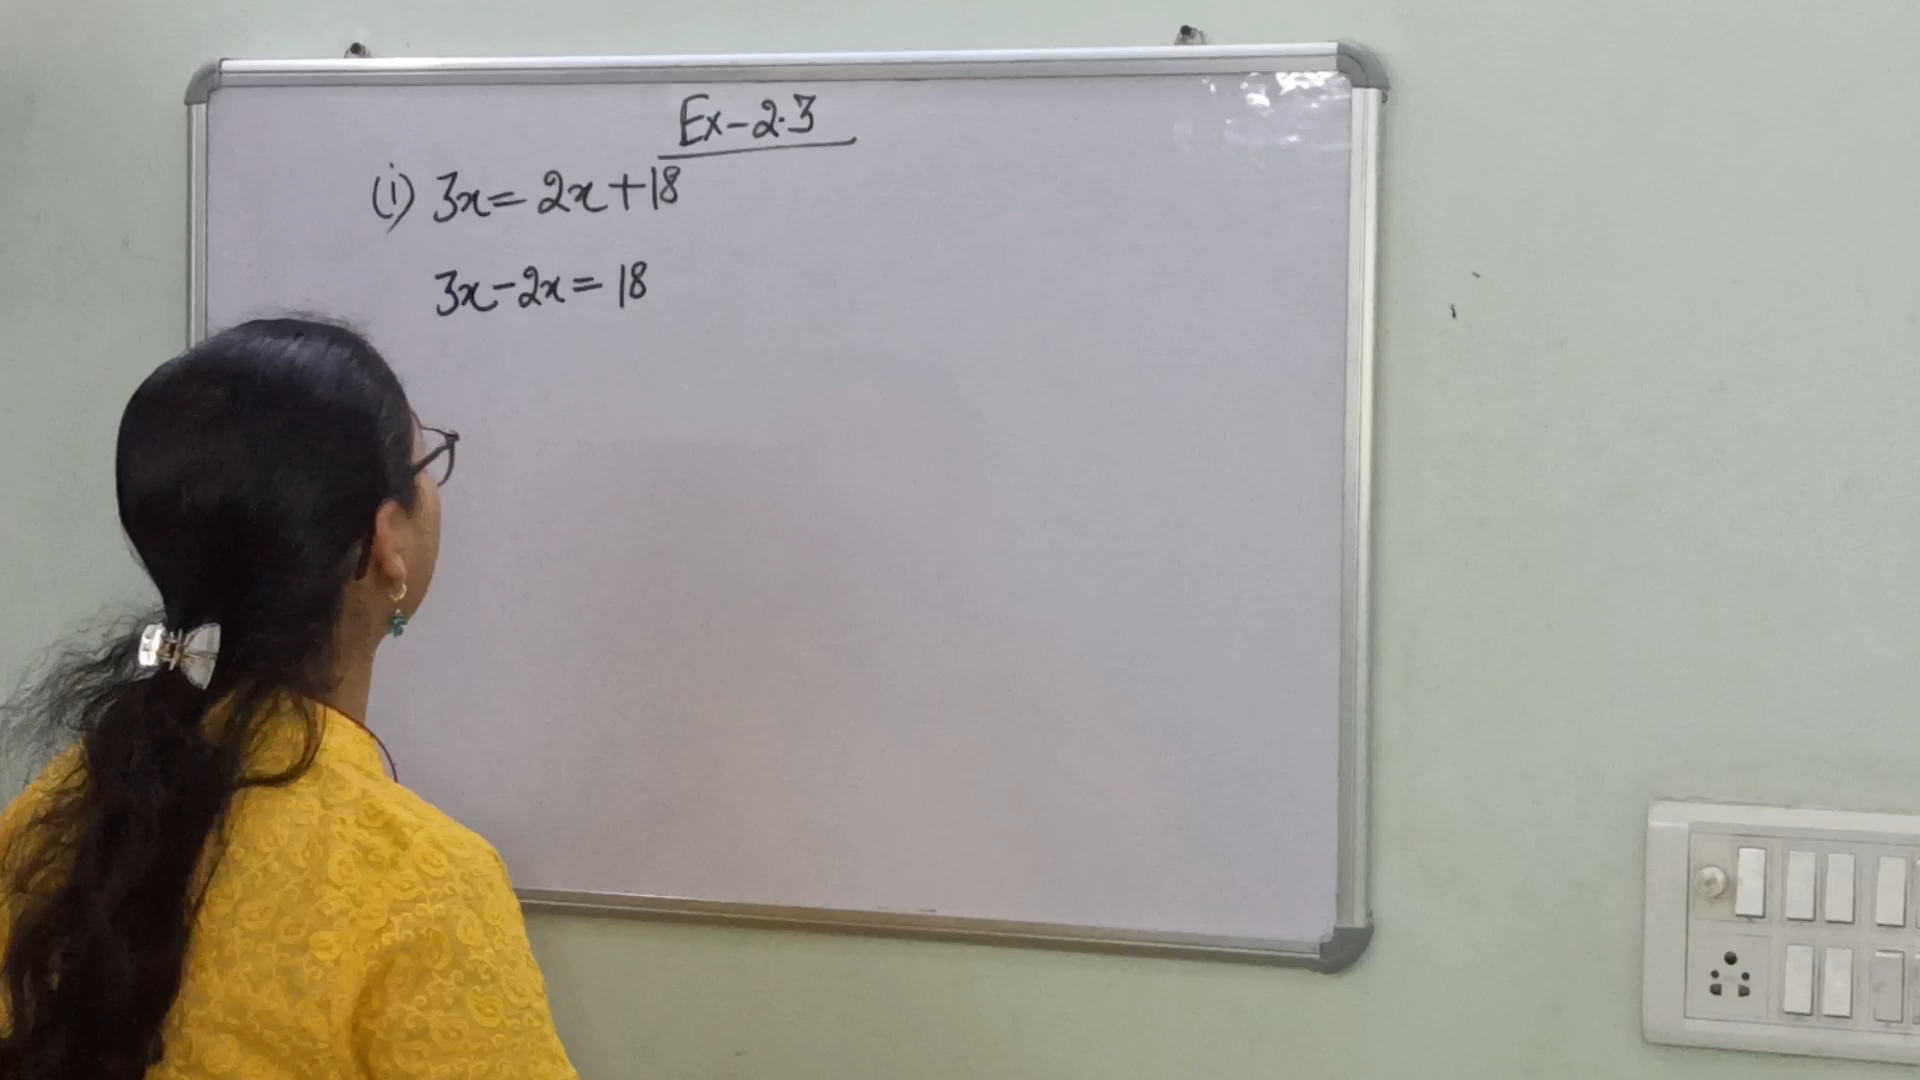 Ex-2.3
(i) 3x = 2x + 18
3x - 2x = 18